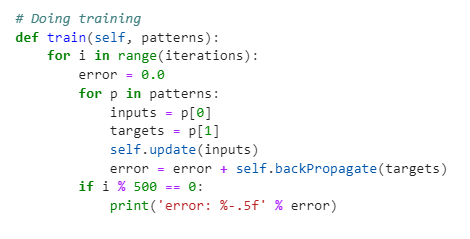 # Doing training
def train(self, patterns):
    for i in range(iterations):
        error = 0.0
        for p in patterns:
            inputs = p[0]
            targets = p[1]
            self.update(inputs)
            error = error + self.backPropagate(targets)
        if i % 500 == 0:
            print('error: %-.5f' % error)